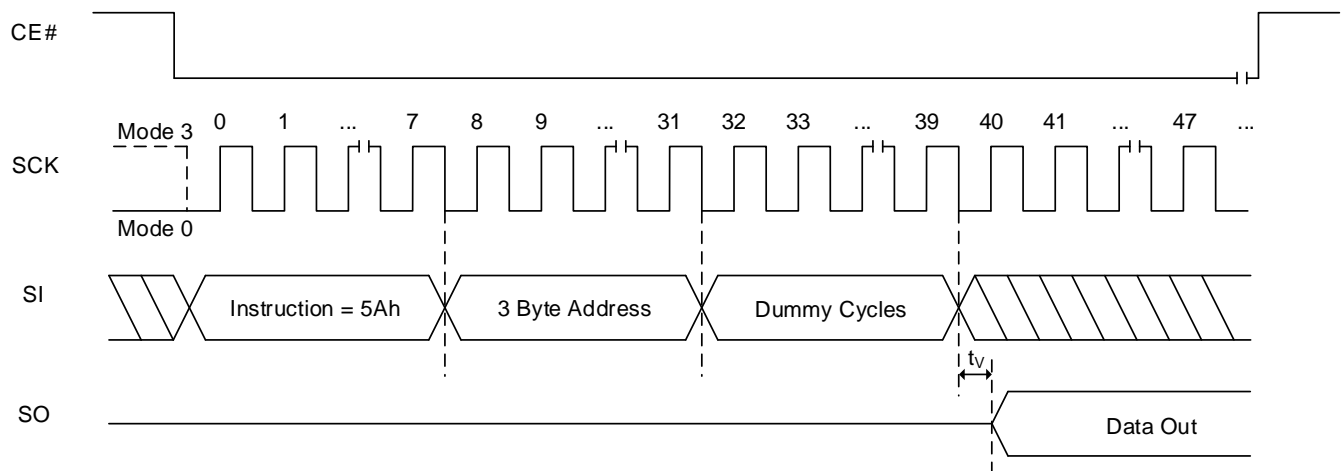 CE#
Mode 3
0 1 ... 7 8 9 ... 31 32 33 ... 39 40 41 ... 47 ...
SCK
Mode 0
SI
Instruction = 5Ah
3 Byte Address
Dummy Cycles
tV
SO
Data Out